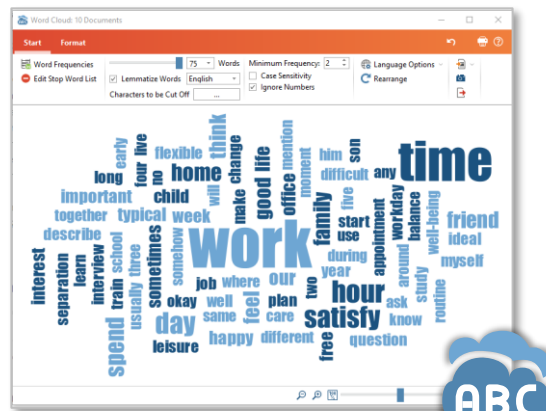 Word Cloud: 10 Documents
Start Format
Word Frequencies 75 Words Minimum Frequency: 2 Language Options
Edit Stop Word List Lemmatize Words English Case Sensitivity Rearrange
Characters to be Cut Off ... Ignore Numbers
early
four
live
flexible
think
change
mention
him
son
time
long
no
home
will
make
good life
office
moment
difficult
any
important
child
family
five
together
typical
week
start
appointment
workday
balance
well-being
friend
describe
sometimes
somehow
work
use
ideal
interest
separation
learn
interview
train
school
usually
three
during
year
around
myself
job
where
our
two
hour
study
routine
spend
okay
well
feel
plan
satisfy
ask
day
same
care
know
leisure
happy
different
free
question
ABC